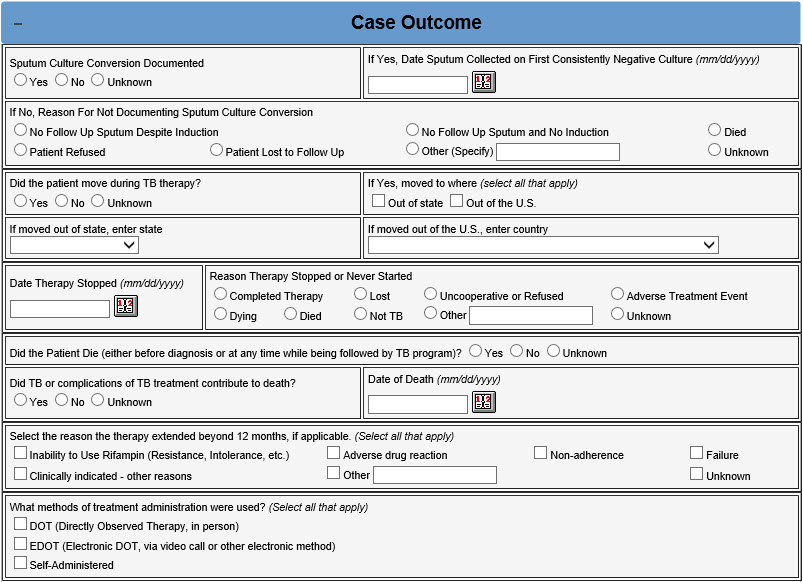 Case Outcome
Sputum Culture Conversion Documented
Yes No Unknown
If Yes, Date Sputum Collected on First Consistently Negative Culture (mm/dd/yyyy)
If No, Reason For Not Documenting Sputum Culture Conversion
No Follow Up Sputum Despite Induction No Follow Up Sputum and No Induction Died
Patient Refused Patient Lost to Follow Up Other (Specify) Unknown
Did the patient move during TB therapy?
Yes No Unknown
If Yes, moved to where (select all that apply)
Out of state Out of the U.S.
If moved out of state, enter state
If moved out of the U.S., enter country
Date Therapy Stopped (mm/dd/yyyy)
Reason Therapy Stopped or Never Started
Completed Therapy Lost Uncooperative or Refused Adverse Treatment Event
Dying Died Not TB Other Unknown
Did the Patient Die (either before diagnosis or at any time while being followed by TB program)? Yes No Unknown
Did TB or complications of TB treatment contribute to death?
Yes No Unknown
Date of Death (mm/dd/yyyy)
Select the reason the therapy extended beyond 12 months, if applicable. (Select all that apply)
Inability to Use Rifampin (Resistance, Intolerance, etc.) Adverse drug reaction Non-adherence Failure
Clinically indicated - other reasons Other Unknown
What methods of treatment administration were used? (Select all that apply)
DOT (Directly Observed Therapy, in person)
EDOT (Electronic DOT, via video call or other electronic method)
Self-Administered